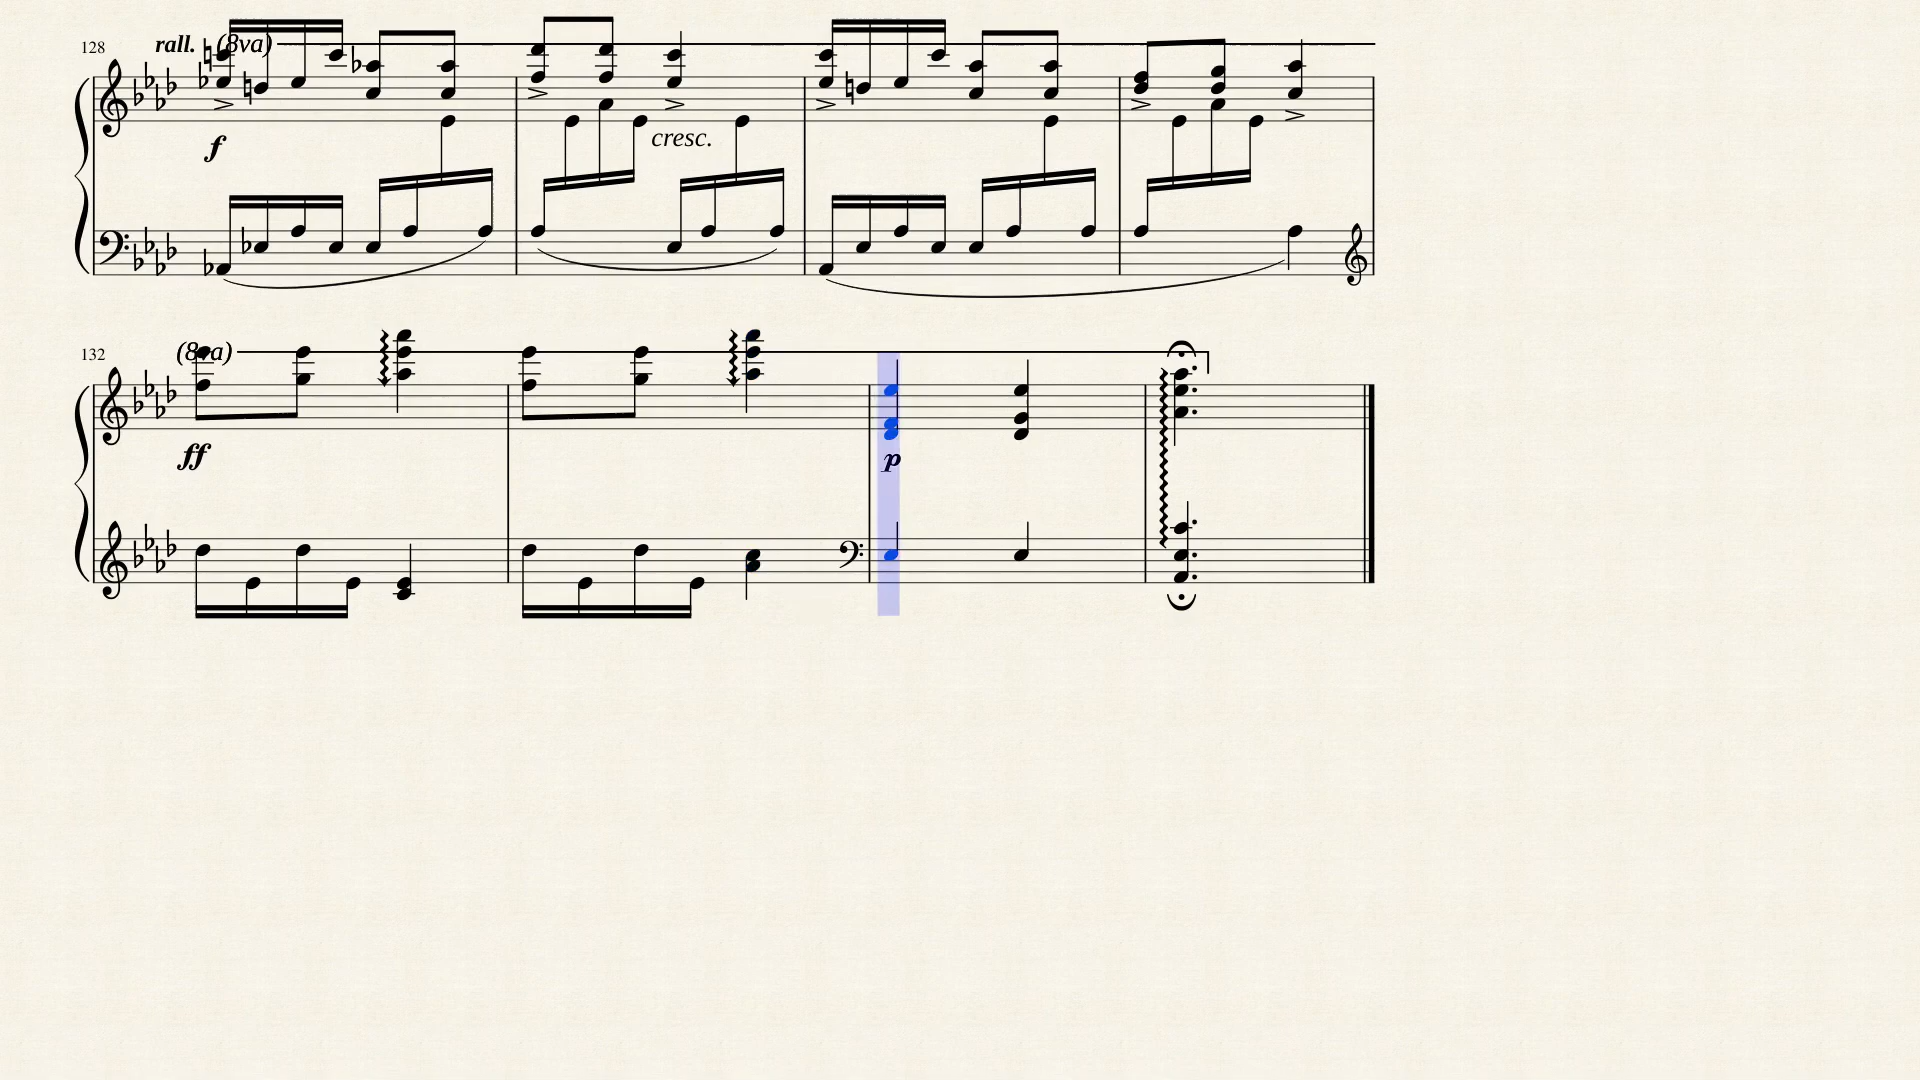 128 rall. (8va)
f
cresc.
132 (8va)
ff
p